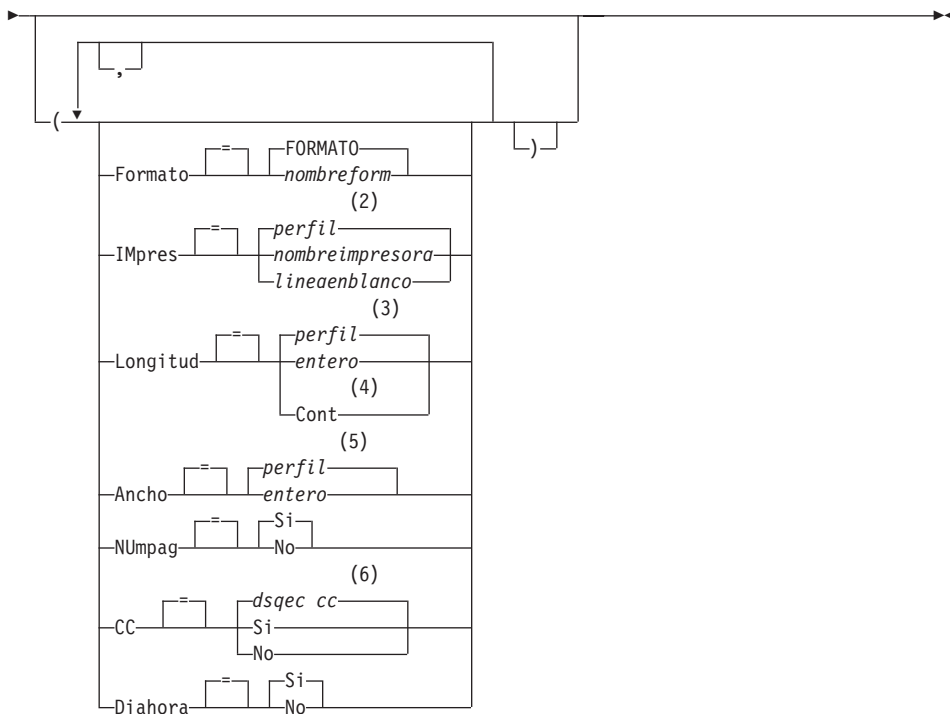 ,
(
)
= FORMATO
Formato nombreform
(2)
= perfil
IMpres nombreimpresora
lineaenblanco
(3)
= perfil
Longitud entero
(4)
Cont
(5)
= perfil
Ancho entero
= Si
NUmpag No
(6)
= dsqec cc
CC Si
No
= Si
Diahora No